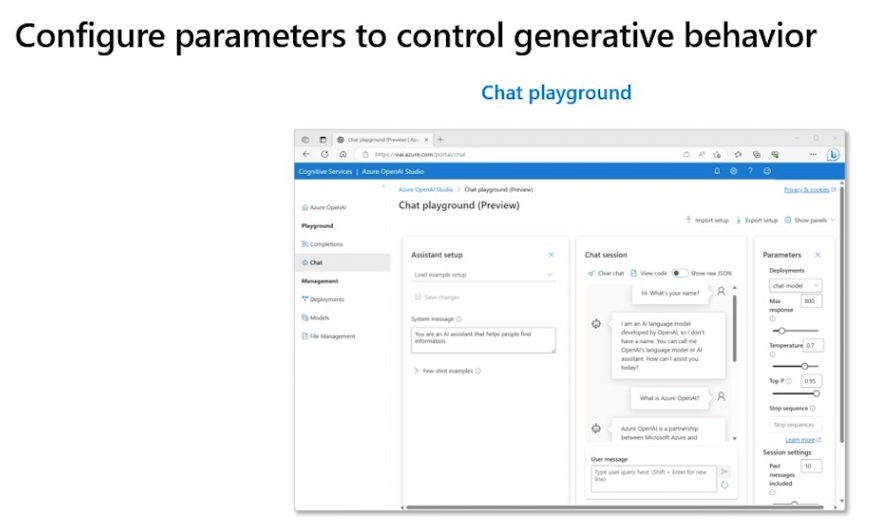 Configure parameters to control generative behavior
Chat playground
Chat playground (Preview) | Azu
https://oai.azure.com/portal/chat
Cognitive Services | Azure OpenAI Studio
Azure OpenAI Studio > Chat playground (Preview)
Privacy & cookies
Azure OpenAI
Chat playground (Preview)
Import setup
Export setup
Show panels
Playground
Completions
Chat
Management
Deployments
Models
File Management
Assistant setup
Load example setup
Save changes
System message
You are an AI assistant that helps people find
information.
Few-shot examples
Chat session
Clear chat
View code
Show raw JSON
Hi. What's your name?
I am an AI language model
developed by OpenAI, so I don't
have a name. You can call me
OpenAI's language model or AI
assistant. How can I assist you
today?
What is Azure OpenAI?
Azure OpenAI is a partnership
between Microsoft Azure and
User message
Type user query here. (Shift + Enter for new
line)
Parameters
Deployments
chat-model
Max
response
800
Temperature 0.7
Top P 0.95
Stop sequence
Stop sequences
Learn more
Session settings
Past
messages
included
10